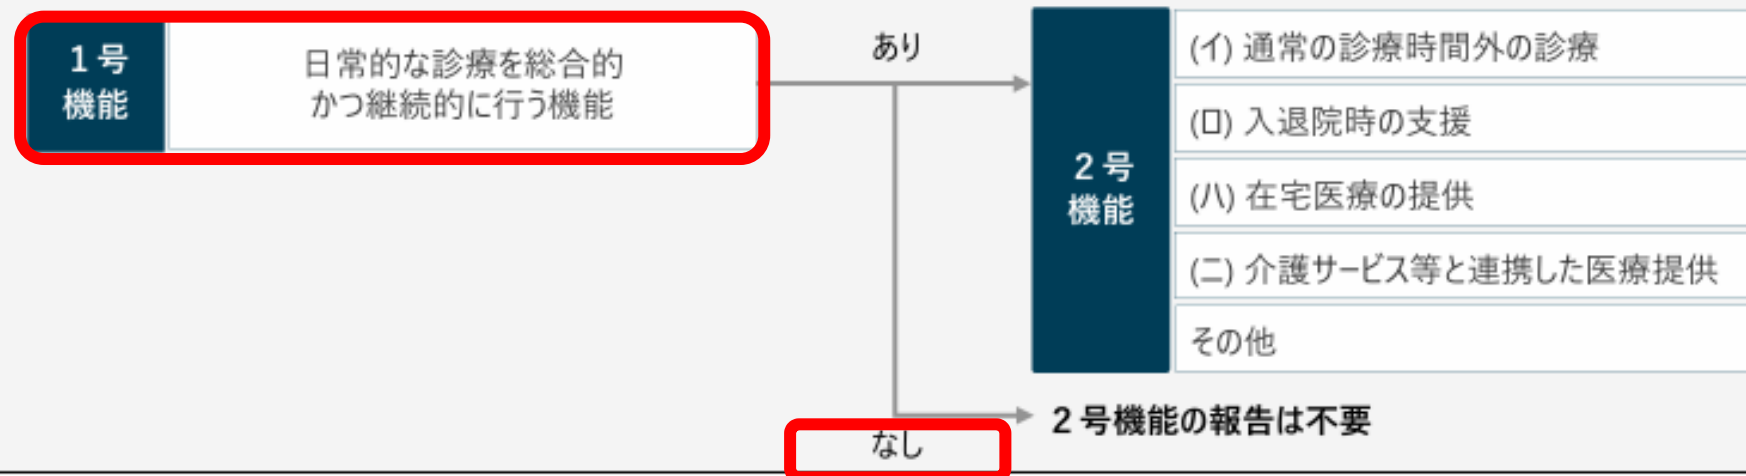 1号
機能
日常的な診療を総合的
かつ継続的に行う機能
あり
2号
機能
(イ) 通常の診療時間外の診療
(ロ) 入退院時の支援
(ハ) 在宅医療の提供
(ニ) 介護サービス等と連携した医療提供
その他
2号機能の報告は不要
なし